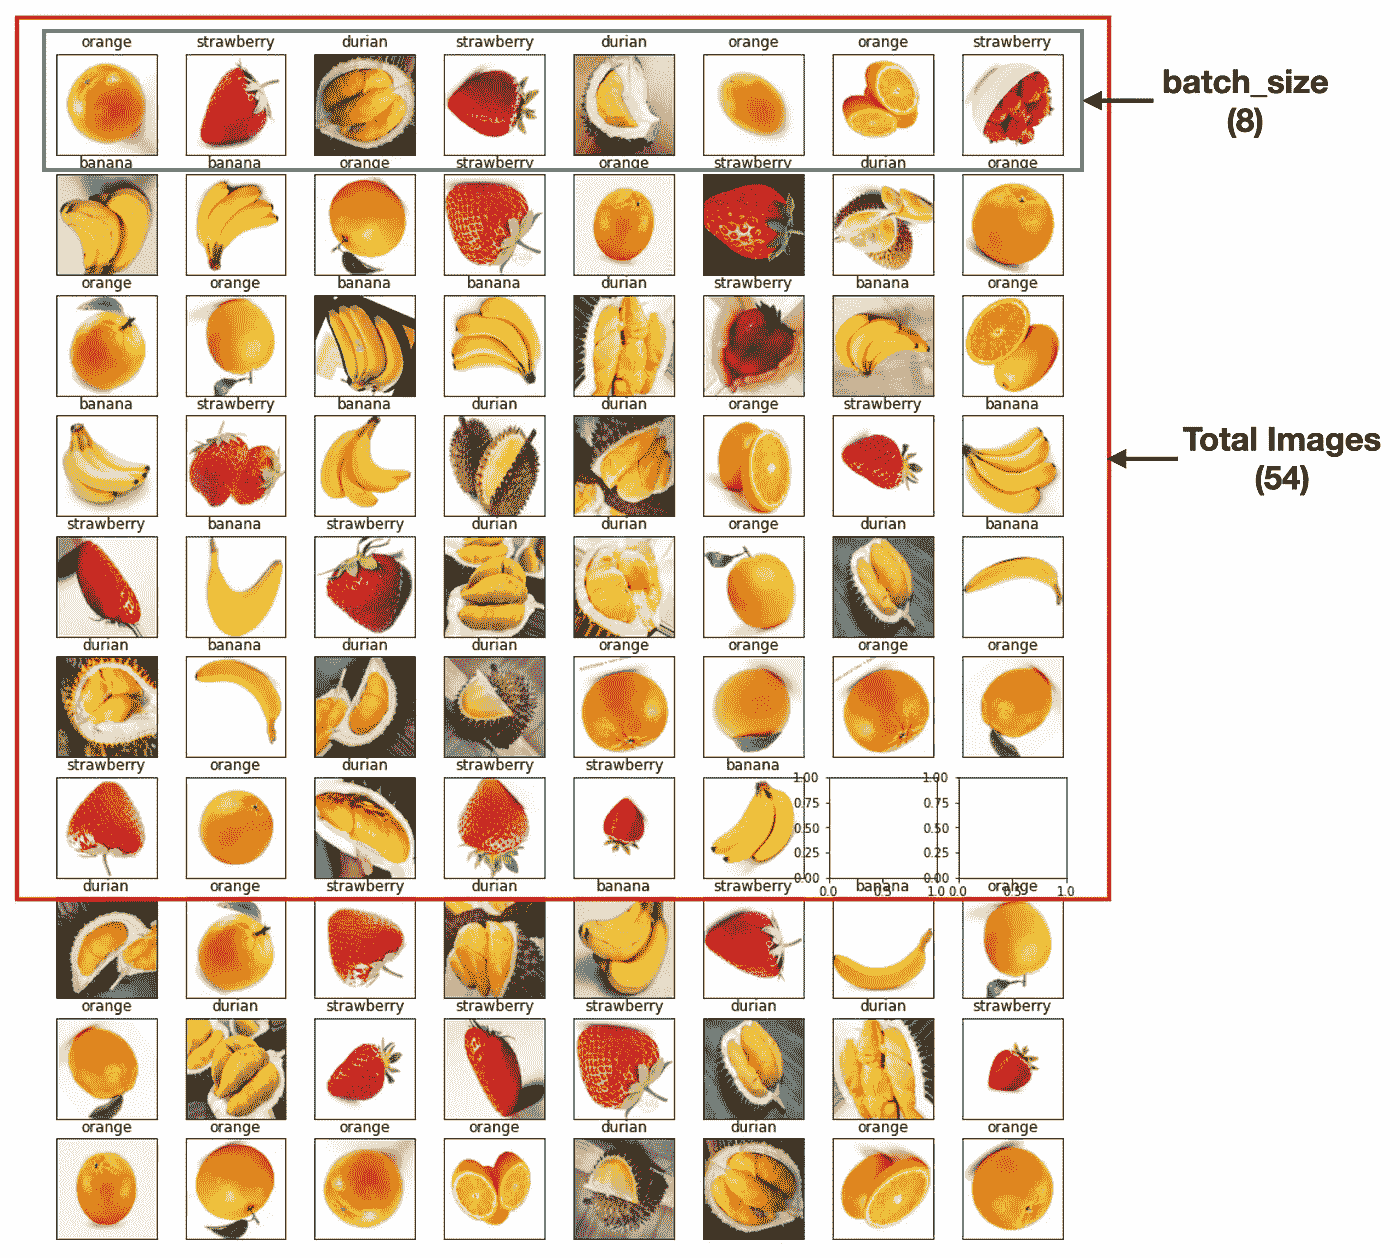 orange strawberry durian strawberry durian orange orange strawberry
batch_size
(8)
banana banana orange strawberry orange strawberry durian orange
orange orange banana banana durian strawberry banana orange
banana strawberry banana durian durian orange strawberry banana
Total Images
(54)
strawberry banana strawberry durian durian orange durian banana
durian banana durian durian orange orange orange orange
strawberry orange durian strawberry strawberry banana
1.00 1.00
0.75 0.75
0.50 0.50
0.25 0.25
0.00 0.00
durian orange strawberry durian banana strawberry banana orange
0.0 0.5 1.0 0.0 0.5 1.0
orange durian strawberry strawberry strawberry durian durian strawberry
orange orange orange orange durian durian orange orange